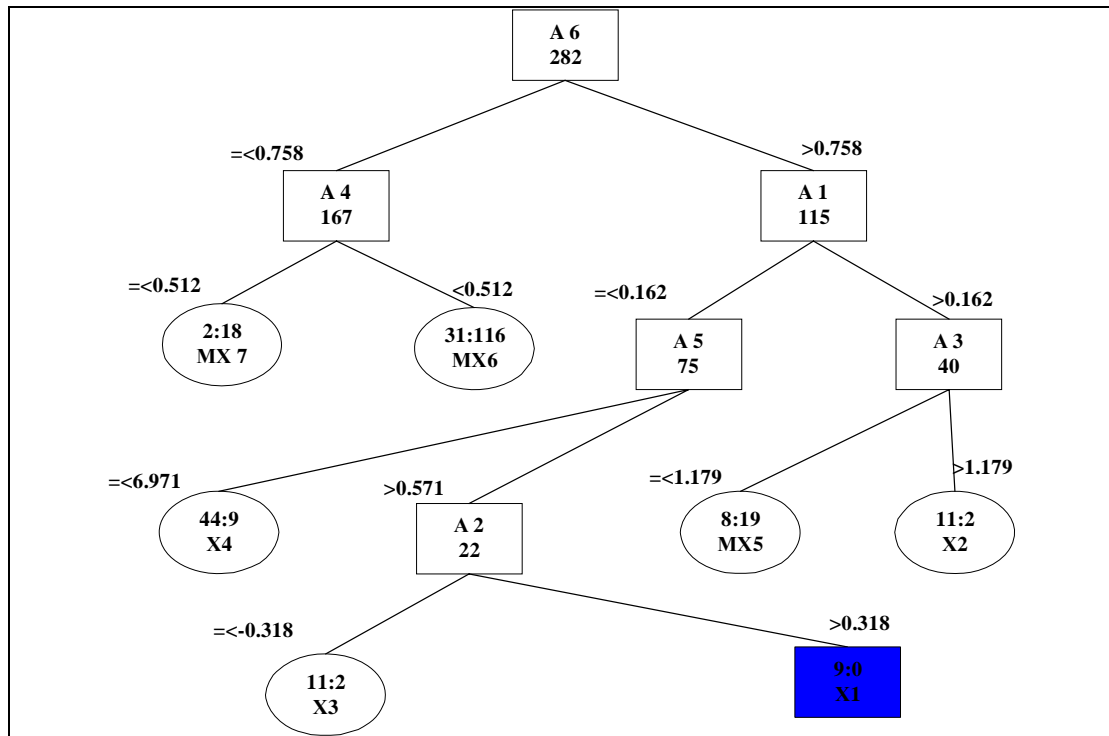 A 6
282
=<0.758
>0.758
A 4
167
A 1
115
=<0.512
<0.512
=<0.162
>0.162
2:18
MX 7
31:116
MX6
A 5
75
A 3
40
=<6.971
>0.571
=<1.179
>1.179
44:9
X4
A 2
22
8:19
MX5
11:2
X2
=<-0.318
>0.318
11:2
X3
9:0
X1